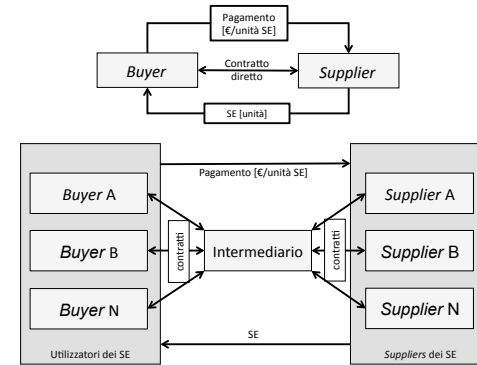 Pagamento
[€/unità SE]
Buyer
Contratto
diretto
Supplier
SE [unità]
Pagamento [€/unità SE]
Buyer A
Supplier A
Buyer B
contratti
Intermediario
contratti
Supplier B
Buyer N
Supplier N
SE
Utilizzatori dei SE
Suppliers dei SE